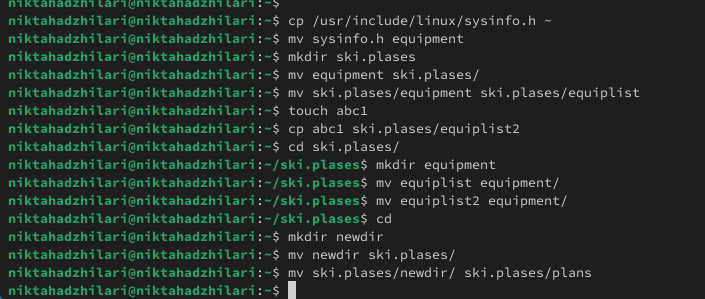 niktahadzhilari@niktahadzhilari:~$
niktahadzhilari@niktahadzhilari:~$ cp /usr/include/linux/sysinfo.h ~
niktahadzhilari@niktahadzhilari:~$ mv sysinfo.h equipment
niktahadzhilari@niktahadzhilari:~$ mkdir ski.plases
niktahadzhilari@niktahadzhilari:~$ mv equipment ski.plases/
niktahadzhilari@niktahadzhilari:~$ mv ski.plases/equipment ski.plases/equiplist
niktahadzhilari@niktahadzhilari:~$ touch abc1
niktahadzhilari@niktahadzhilari:~$ cp abc1 ski.plases/equiplist2
niktahadzhilari@niktahadzhilari:~$ cd ski.plases/
niktahadzhilari@niktahadzhilari:~/ski.plases$ mkdir equipment
niktahadzhilari@niktahadzhilari:~/ski.plases$ mv equiplist equipment/
niktahadzhilari@niktahadzhilari:~/ski.plases$ mv equiplist2 equipment/
niktahadzhilari@niktahadzhilari:~/ski.plases$ cd
niktahadzhilari@niktahadzhilari:~$ mkdir newdir
niktahadzhilari@niktahadzhilari:~$ mv newdir ski.plases/
niktahadzhilari@niktahadzhilari:~$ mv ski.plases/newdir/ ski.plases/plans
niktahadzhilari@niktahadzhilari:~$